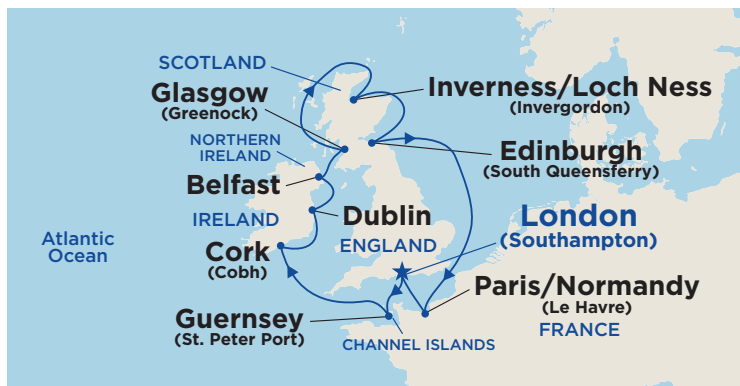 SCOTLAND
Glasgow
(Greenock)
Inverness/Loch Ness
(Invergordon)
NORTHERN
IRELAND
Edinburgh
(South Queensferry)
Belfast
IRELAND
Dublin
London
(Southampton)
Atlantic
Ocean
ENGLAND
Cork
(Cobh)
Paris/Normandy
(Le Havre)
Guernsey
(St. Peter Port)
CHANNEL ISLANDS
FRANCE